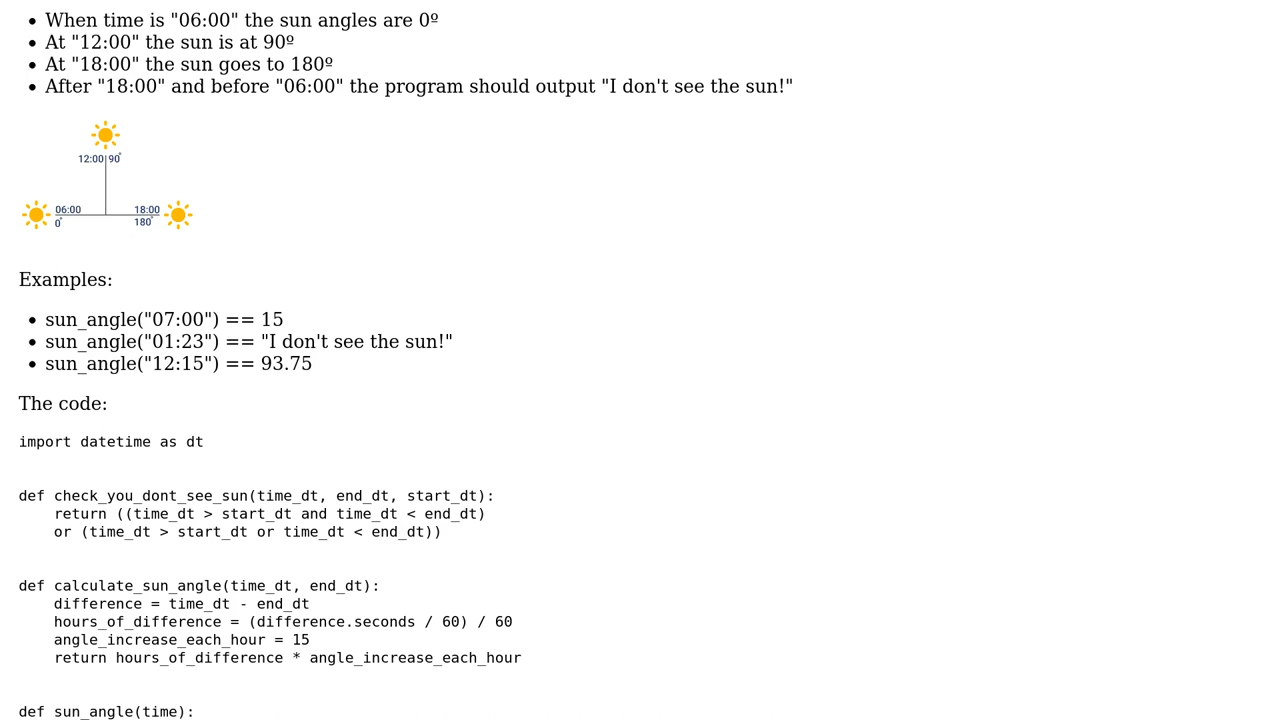 When time is "06:00" the sun angles are 0º
At "12:00" the sun is at 90º
At "18:00" the sun goes to 180º
After "18:00" and before "06:00" the program should output "I don't see the sun!"
12:00 90°
06:00 18:00
0° 180°
Examples:
sun_angle("07:00") == 15
sun_angle("01:23") == "I don't see the sun!"
sun_angle("12:15") == 93.75
The code:
import datetime as dt
def check_you_dont_see_sun(time_dt, end_dt, start_dt):
    return ((time_dt > start_dt and time_dt < end_dt)
    or (time_dt > start_dt or time_dt < end_dt))
def calculate_sun_angle(time_dt, end_dt):
    difference = time_dt - end_dt
    hours_of_difference = (difference.seconds / 60) / 60
    angle_increase_each_hour = 15
    return hours_of_difference * angle_increase_each_hour
def sun_angle(time):